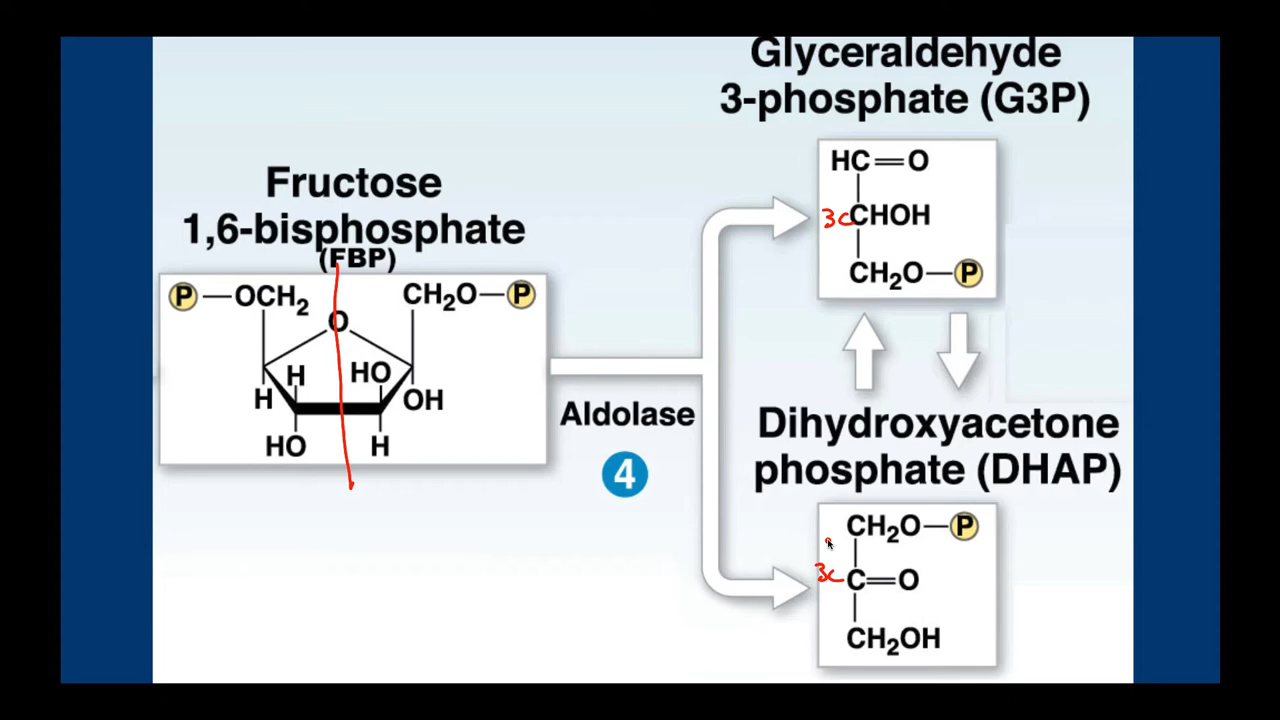 Glyceraldehyde
3-phosphate (G3P)
HC=O
3C CHOH
CH₂O—P
Fructose
1,6-bisphosphate
(FBP)
P—OCH₂ CH₂O—P
O
H HO
H OH
HO H
Aldolase
4
Dihydroxyacetone
phosphate (DHAP)
CH₂O—P
3C C=O
CH₂OH